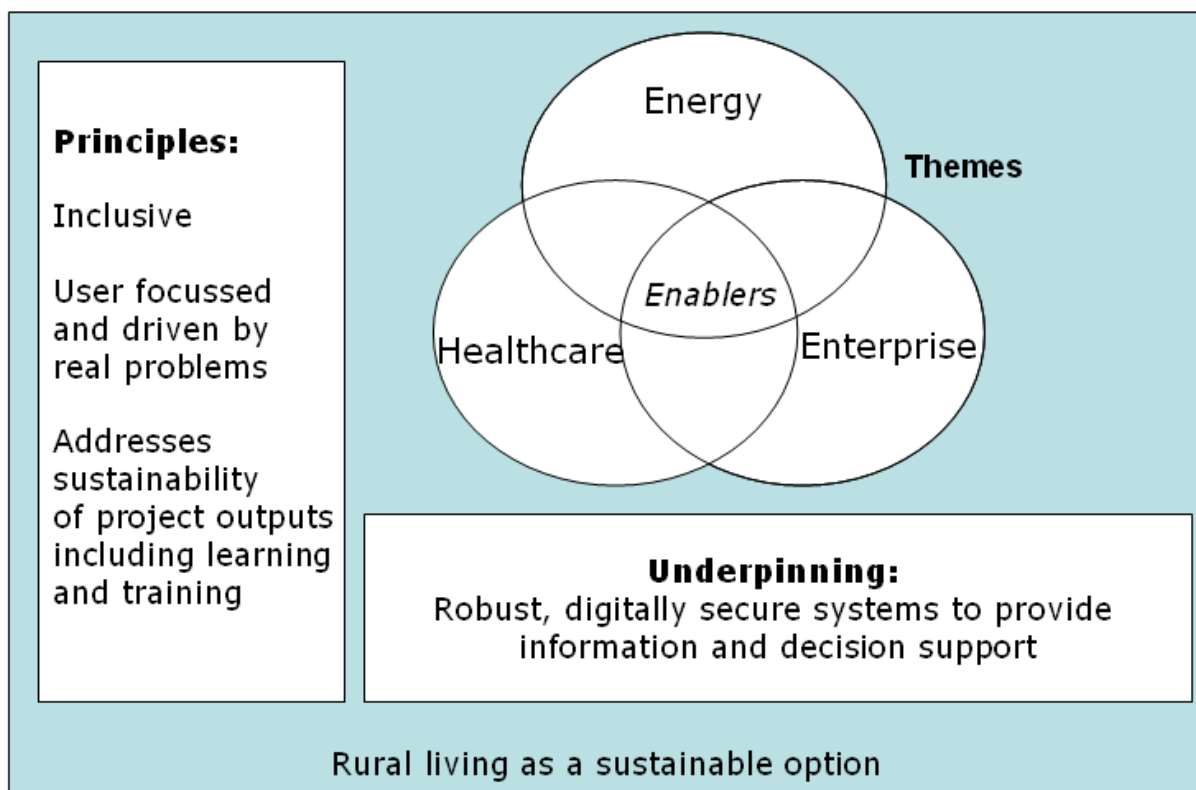 Principles:
Inclusive
User focussed
and driven by
real problems
Addresses
sustainability
of project outputs
including learning
and training
Energy
Themes
Enablers
Healthcare
Enterprise
Underpinning:
Robust, digitally secure systems to provide
information and decision support
Rural living as a sustainable option